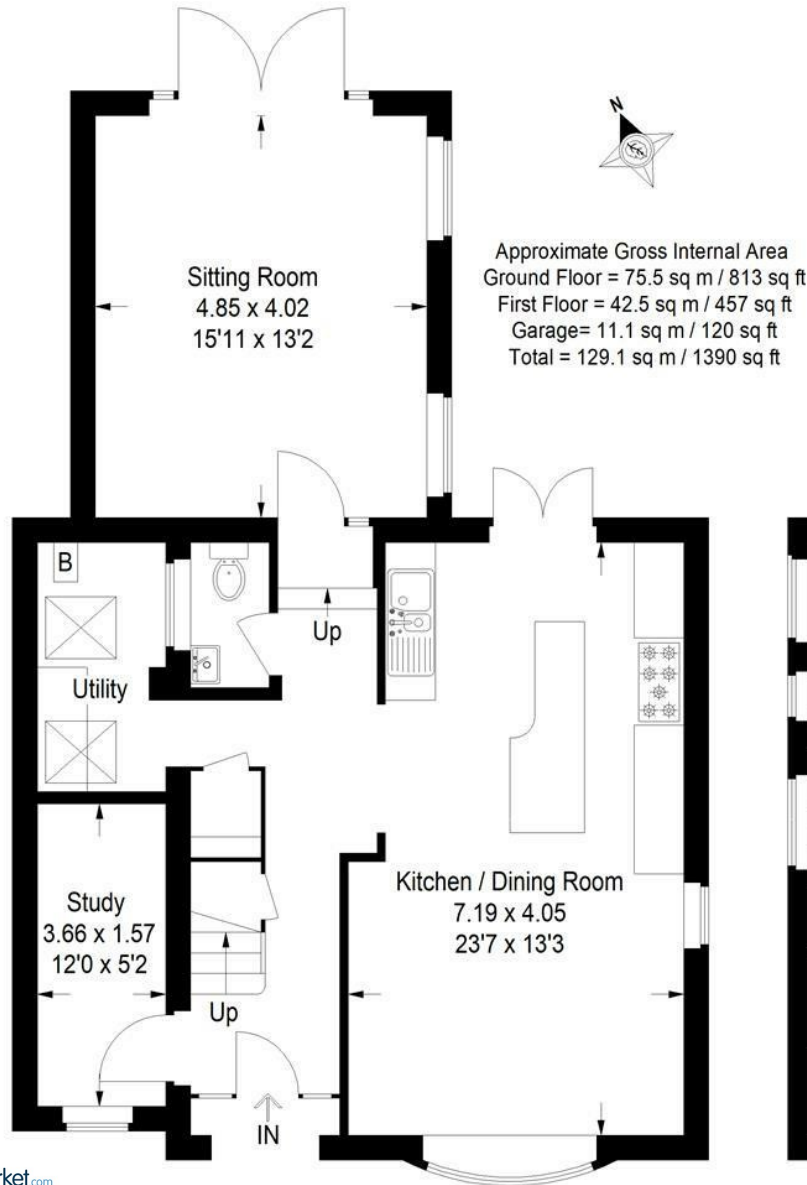 N
Approximate Gross Internal Area
Ground Floor = 75.5 sq m / 813 sq ft
First Floor = 42.5 sq m / 457 sq ft
Garage= 11.1 sq m / 120 sq ft
Total = 129.1 sq m / 1390 sq ft
Sitting Room
4.85 x 4.02
15'11 x 13'2
B
Up
Utility
Kitchen / Dining Room
7.19 x 4.05
23'7 x 13'3
Study
3.66 x 1.57
12'0 x 5'2
Up
IN
rket.com